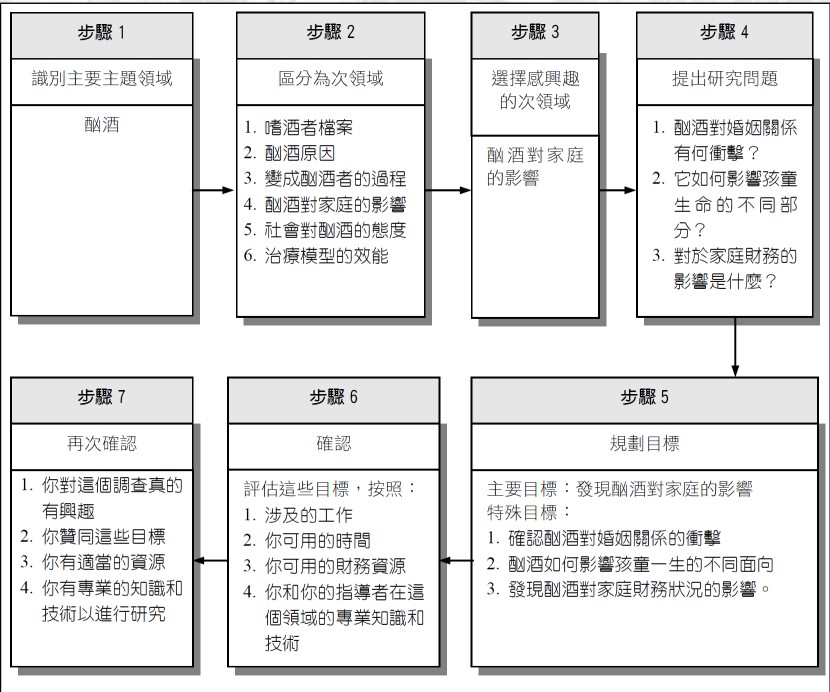 步驟 1
識別主要主題領域
酗酒
步驟 2
區分為次領域
1. 嗜酒者檔案
2. 酗酒原因
3. 變成酗酒者的過程
4. 酗酒對家庭的影響
5. 社會對酗酒的態度
6. 治療模型的效能
步驟 3
選擇感興趣
的次領域
酗酒對家庭
的影響
步驟 4
提出研究問題
1. 酗酒對婚姻關係
有何衝擊？
2. 它如何影響孩童
生命的不同部
分？
3. 對於家庭財務的
影響是什麼？
步驟 5
規劃目標
主要目標：發現酗酒對家庭的影響
特殊目標：
1. 確認酗酒對婚姻關係的衝擊
2. 酗酒如何影響孩童一生的不同面向
3. 發現酗酒對家庭財務狀況的影響。
步驟 6
確認
評估這些目標，按照：
1. 涉及的工作
2. 你可用的時間
3. 你可用的財務資源
4. 你和你的指導者在這
個領域的專業知識和
技術
步驟 7
再次確認
1. 你對這個調查真的
有興趣
2. 你贊同這些目標
3. 你有適當的資源
4. 你有專業的知識和
技術以進行研究